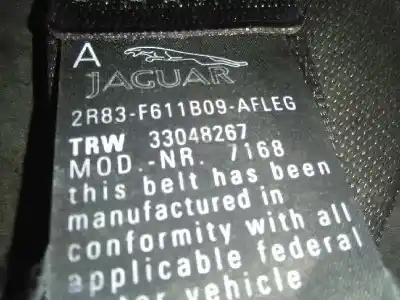 A
JAGUAR
2R83-F611B09-AFLEG
TRW 33048267
MOD.-NR. 7168
this belt has been
manufactured in
conformity with all
applicable federal
vehicle